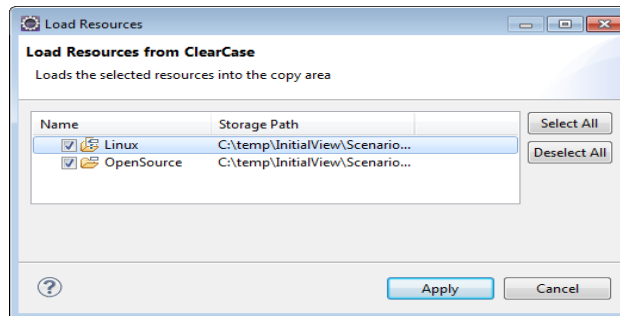 Load Resources
Load Resources from ClearCase
Loads the selected resources into the copy area
Name Storage Path Select All
Linux C:\temp\InitialView\Scenario...
Deselect All
OpenSource C:\temp\InitialView\Scenario...
? Apply Cancel